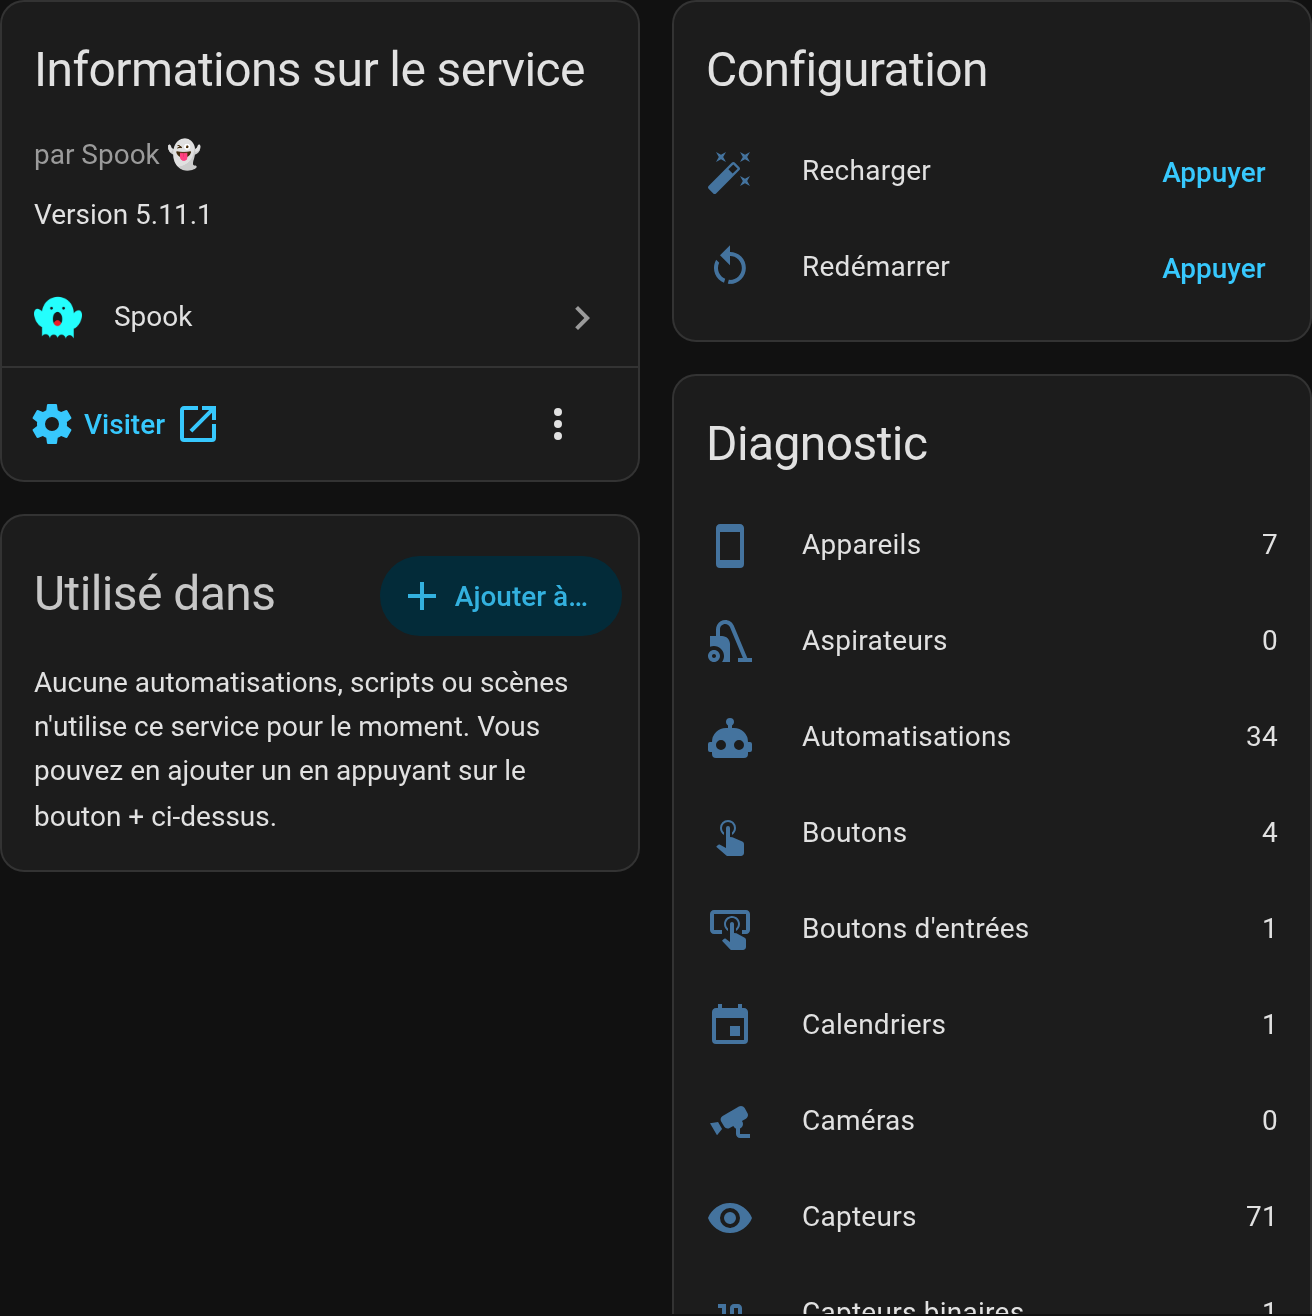 Informations sur le service
par Spook 👻
Version 5.11.1
Spook
Visiter
Utilisé dans
Ajouter à...
Aucune automatisations, scripts ou scènes
n'utilise ce service pour le moment. Vous
pouvez en ajouter un en appuyant sur le
bouton + ci-dessus.
Configuration
Recharger Appuyer
Redémarrer Appuyer
Diagnostic
Appareils 7
Aspirateurs 0
Automatisations 34
Boutons 4
Boutons d'entrées 1
Calendriers 1
Caméras 0
Capteurs 71
Capteurs binaires 1